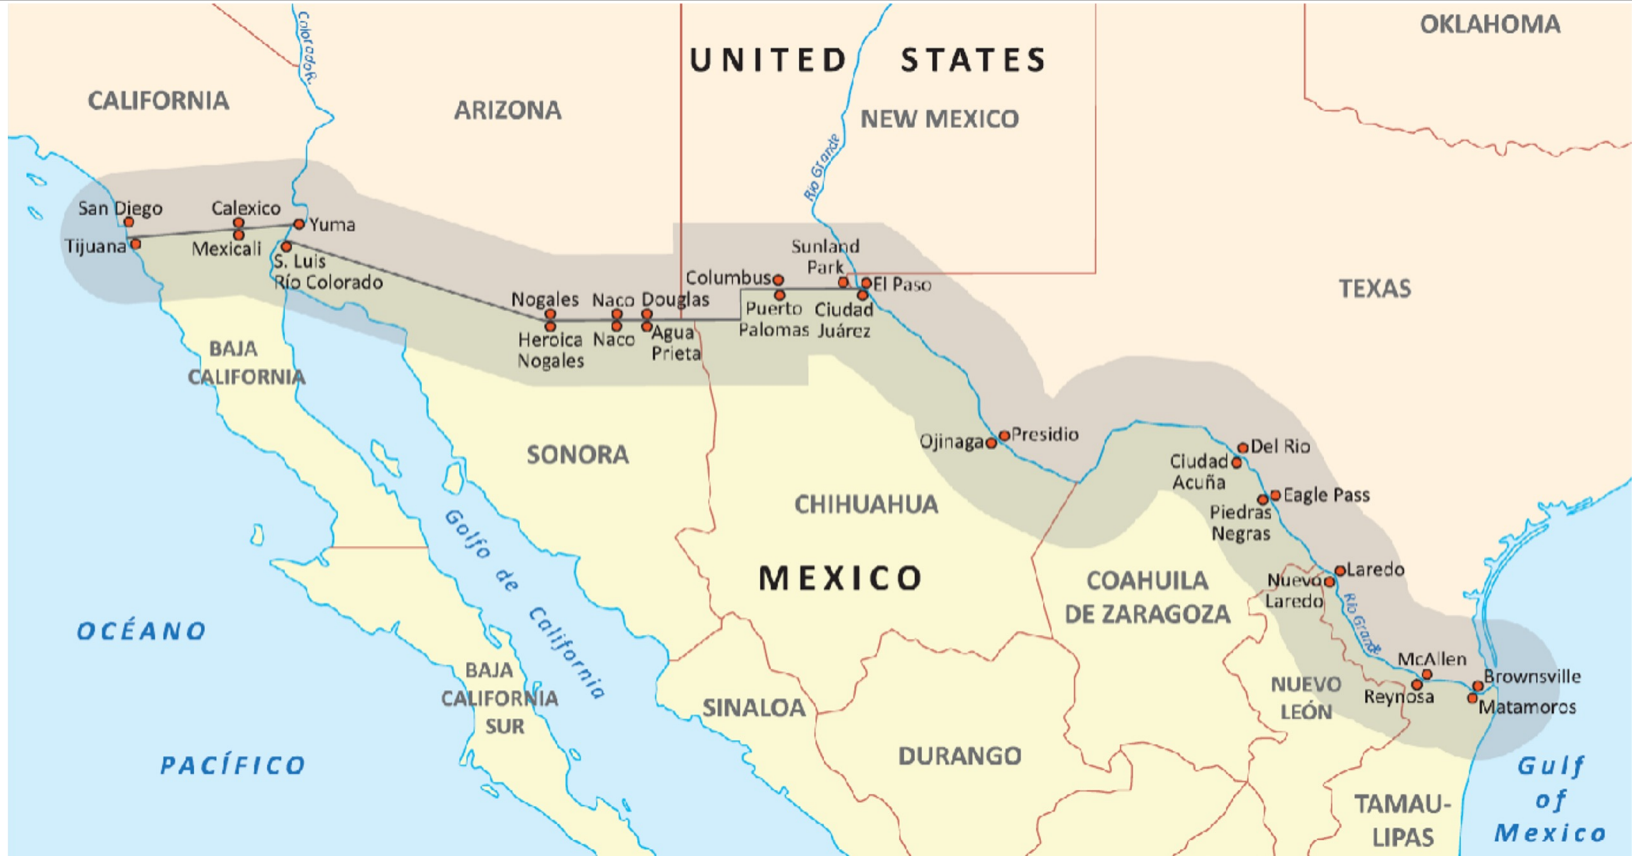 OKLAHOMA
UNITED STATES
Colorado R.
CALIFORNIA
ARIZONA
NEW MEXICO
Río Grande
San Diego
Calexico
Yuma
Tijuana
Mexicali
S. Luis
Río Colorado
Sunland
Park
Columbus
El Paso
TEXAS
Nogales
Naco
Douglas
Puerto
Palomas
Ciudad
Juárez
Heroica
Nogales
Naco
Agua
Prieta
BAJA
CALIFORNIA
Ojinaga
Presidio
Del Rio
Ciudad
Acuña
SONORA
CHIHUAHUA
Eagle Pass
Piedras
Negras
Golfo de California
MEXICO
COAHUILA
DE ZARAGOZA
Laredo
Nuevo
Laredo
Río Grande
OCÉANO
PACÍFICO
BAJA
CALIFORNIA
SUR
SINALOA
DURANGO
NUEVO
LEÓN
McAllen
Reynosa
Brownsville
Matamoros
Gulf
of
Mexico
TAMAU-
LIPAS